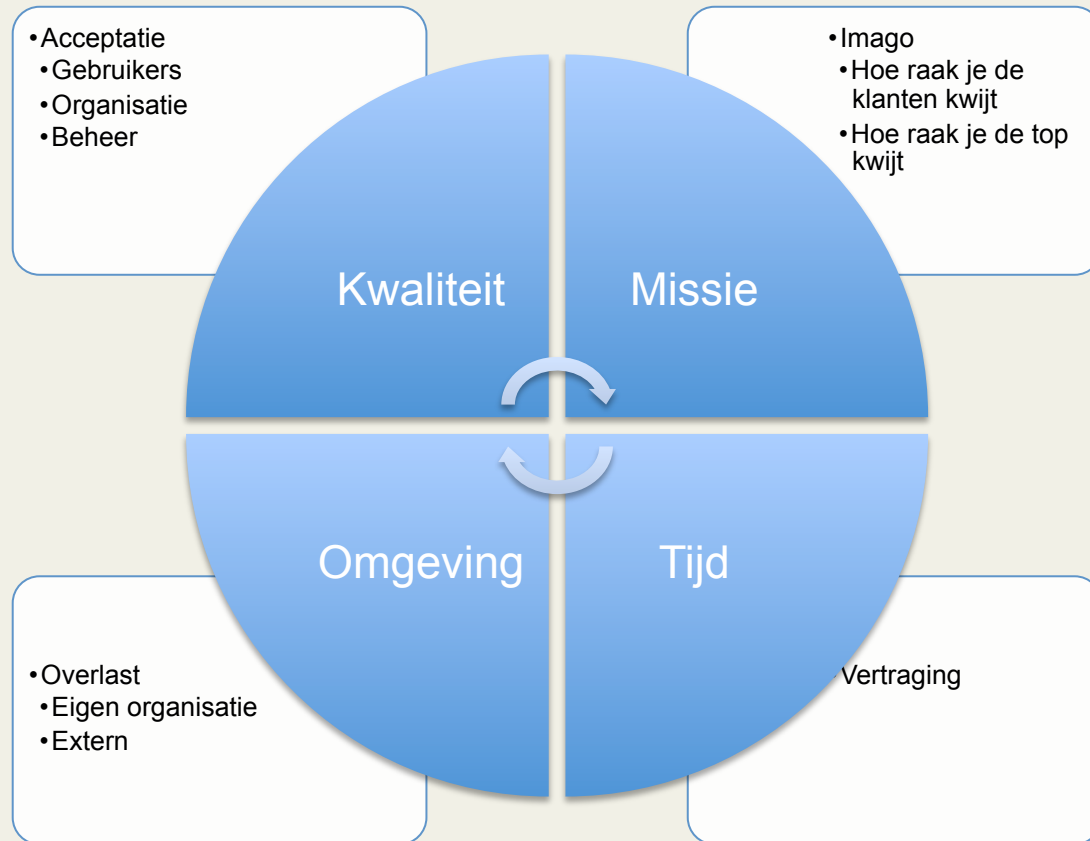 •Acceptatie
•Gebruikers
•Organisatie
•Beheer
•Imago
•Hoe raak je de
klanten kwijt
•Hoe raak je de top
kwijt
Kwaliteit
Missie
Omgeving
Tijd
•Overlast
•Eigen organisatie
•Extern
•Vertraging